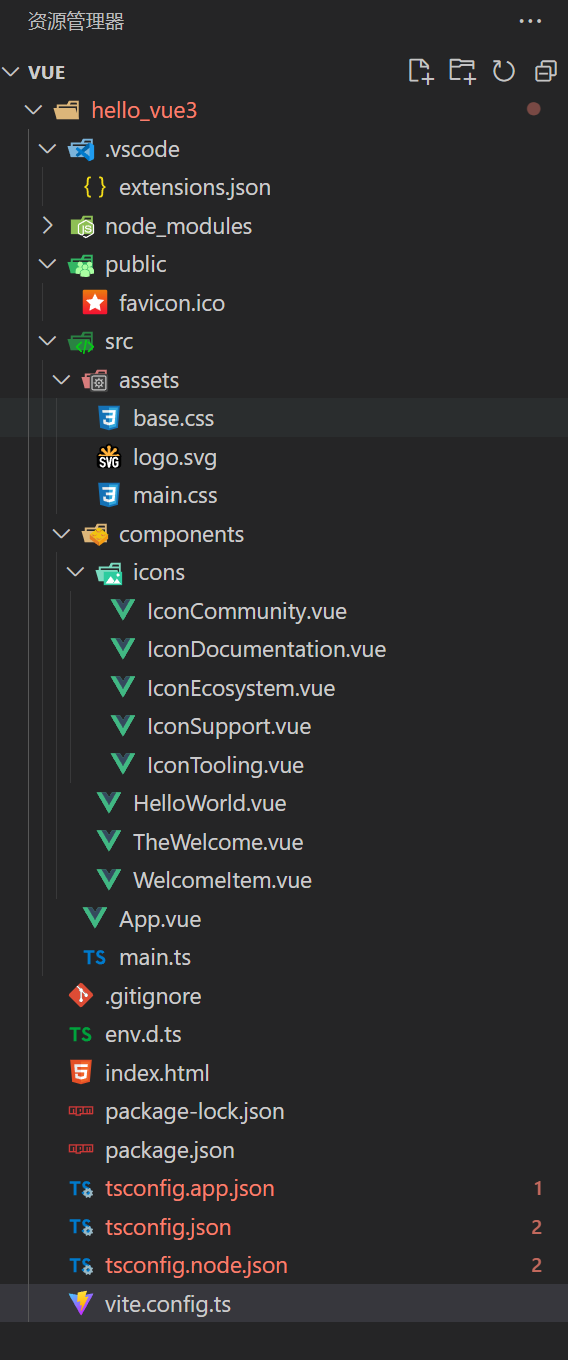 资源管理器
VUE
hello_vue3
.vscode
extensions.json
node_modules
public
favicon.ico
src
assets
base.css
logo.svg
main.css
components
icons
IconCommunity.vue
IconDocumentation.vue
IconEcosystem.vue
IconSupport.vue
IconTooling.vue
HelloWorld.vue
TheWelcome.vue
WelcomeItem.vue
App.vue
TS main.ts
.gitignore
TS env.d.ts
index.html
package-lock.json
package.json
TS tsconfig.app.json 1
TS tsconfig.json 2
TS tsconfig.node.json 2
vite.config.ts